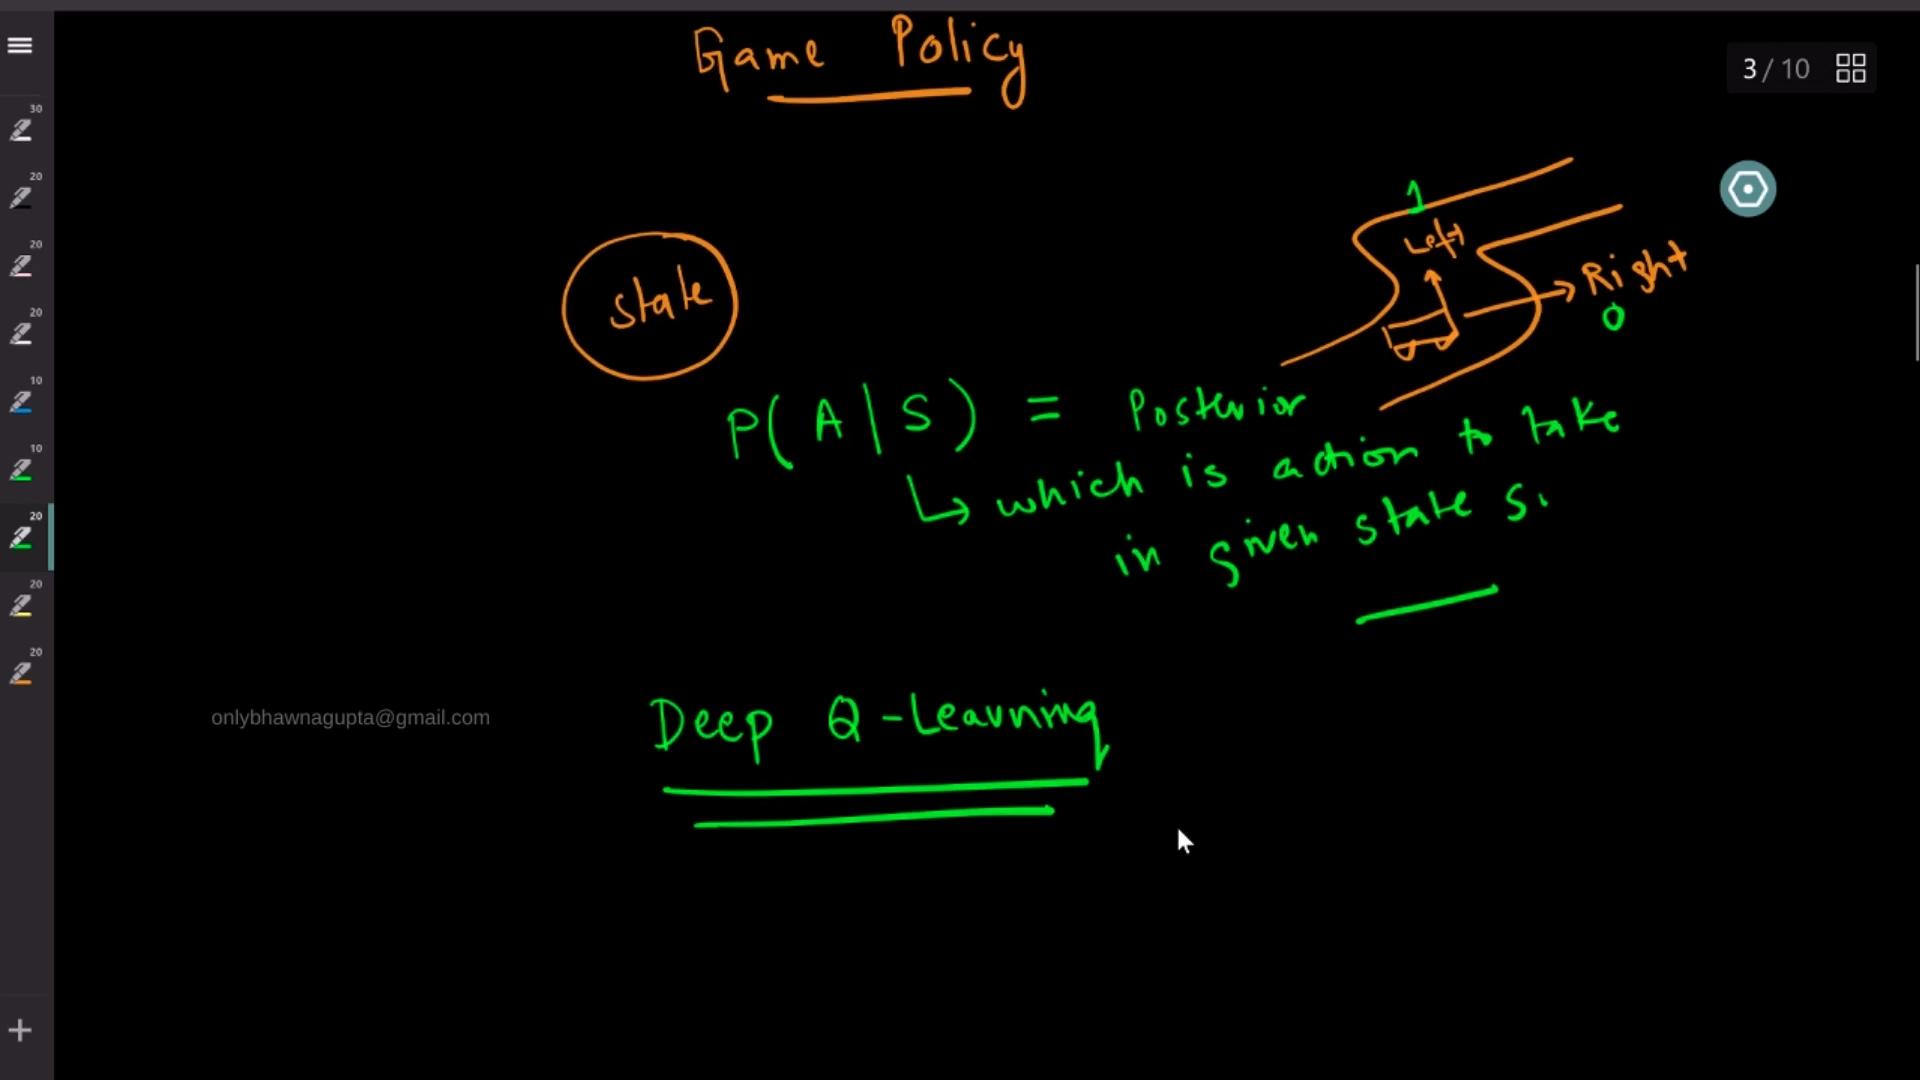 Game Policy
3 / 10
30
20
20
20
10
10
20
20
20
1
Left
Right
0
state
P(A|S) = Posterior
↳ which is action to take
in given state s.
Deep Q-Learning
onlybhawnagupta@gmail.com